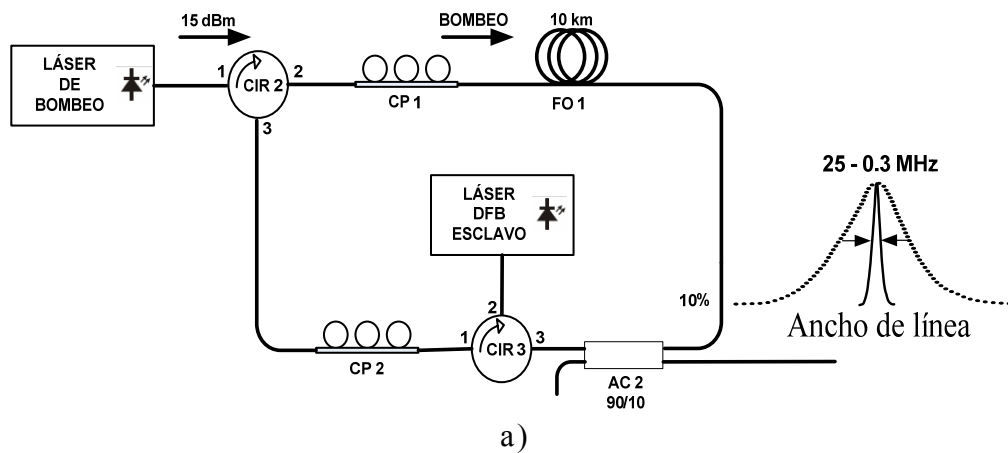 15 dBm
BOMBEO
10 km
LÁSER
DE
BOMBEO
1
CIR 2
2
3
CP 1
FO 1
25 - 0.3 MHz
LÁSER
DFB
ESCLAVO
10%
Ancho de línea
2
1
CIR 3
3
CP 2
AC 2
90/10
a)